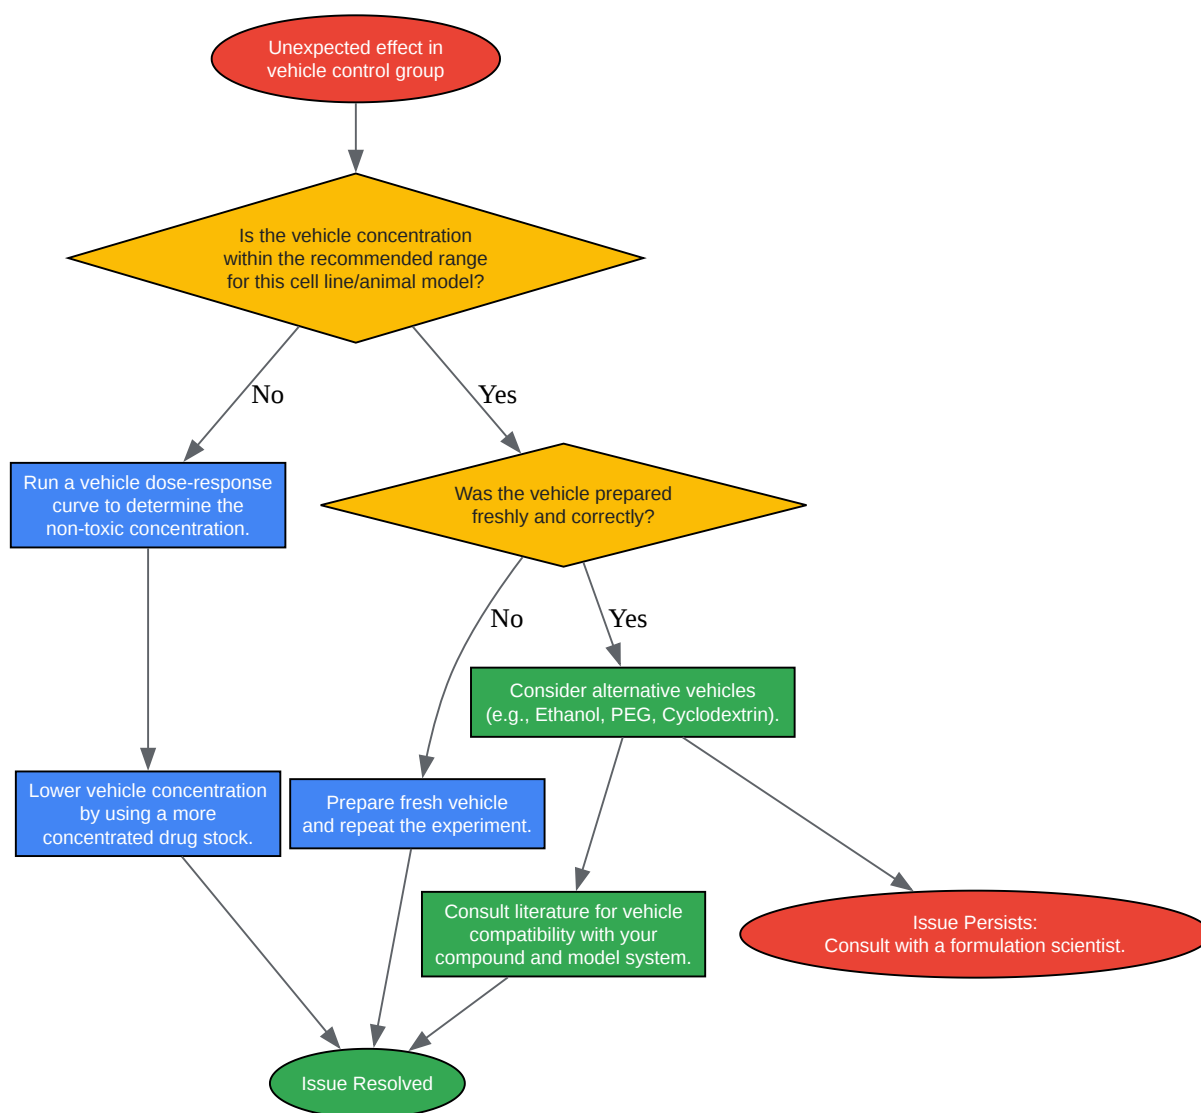 Unexpected effect in
vehicle control group
Is the vehicle concentration
within the recommended range
for this cell line/animal model?
No
Yes
Run a vehicle dose-response
curve to determine the
non-toxic concentration.
Was the vehicle prepared
freshly and correctly?
No
Yes
Consider alternative vehicles
(e.g., Ethanol, PEG, Cyclodextrin).
Lower vehicle concentration
by using a more
concentrated drug stock.
Prepare fresh vehicle
and repeat the experiment.
Consult literature for vehicle
compatibility with your
compound and model system.
Issue Persists:
Consult with a formulation scientist.
Issue Resolved